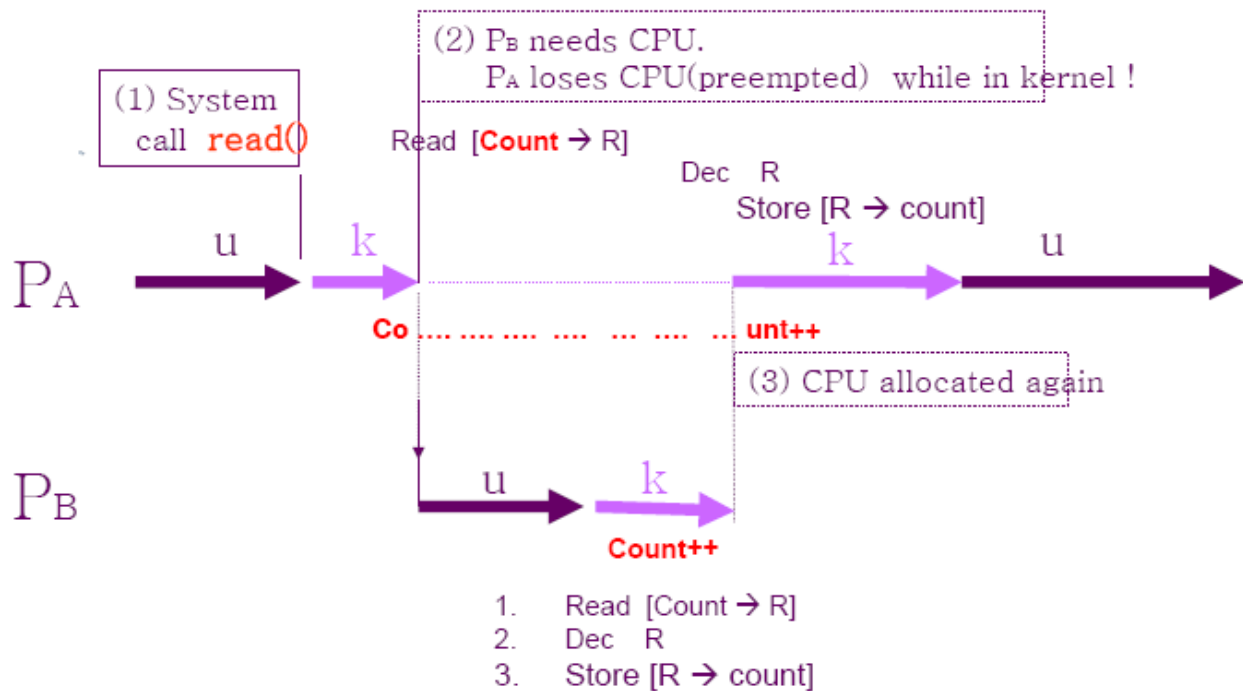 (2) PB needs CPU.
PA loses CPU(preempted) while in kernel !
(1) System
call read()
Read [Count → R]
Dec R
Store [R → count]
u
k
k
u
PA
Co .... .... .... .... ... .... ... unt++
(3) CPU allocated again
PB
u
k
Count++
1. Read [Count → R]
2. Dec R
3. Store [R → count]